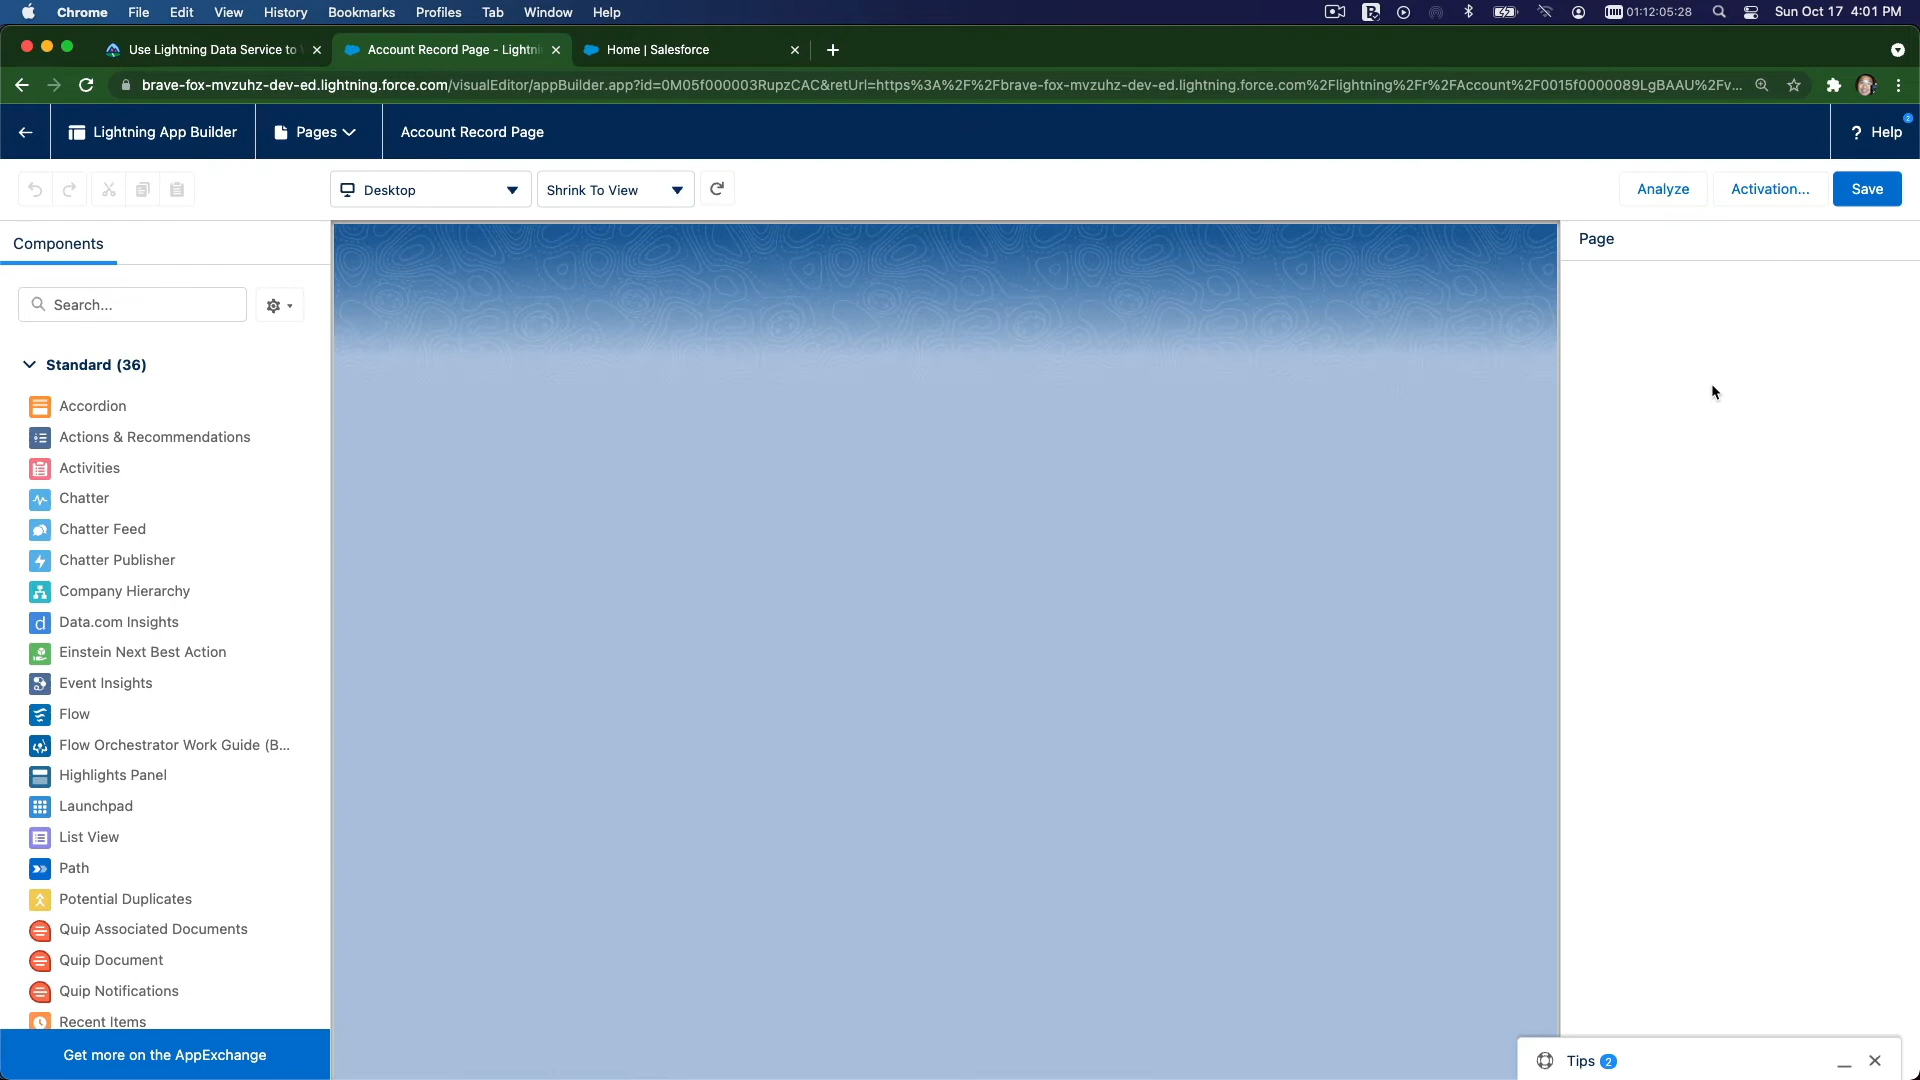 Chrome File Edit View History Bookmarks Profiles Tab Window Help
01:12:05:28 Sun Oct 17 4:01 PM
Use Lightning Data Service to
Account Record Page - Lightni
Home | Salesforce
brave-fox-mvzuhz-dev-ed.lightning.force.com/visualEditor/appBuilder.app?id=0M05f000003RupzCAC&retUrl=https%3A%2F%2Fbrave-fox-mvzuhz-dev-ed.lightning.force.com%2Flightning%2Fr%2FAccount%2F0015f0000089LgBAAU%2Fv...
Lightning App Builder
Pages
Account Record Page
? Help
2
Desktop
Shrink To View
Analyze
Activation...
Save
Components
Page
Search...
Standard (36)
Accordion
Actions & Recommendations
Activities
Chatter
Chatter Feed
Chatter Publisher
Company Hierarchy
d Data.com Insights
Einstein Next Best Action
Event Insights
Flow
Flow Orchestrator Work Guide (B...
Highlights Panel
Launchpad
List View
Path
Potential Duplicates
Quip Associated Documents
Quip Document
Quip Notifications
Recent Items
Get more on the AppExchange
Tips 2